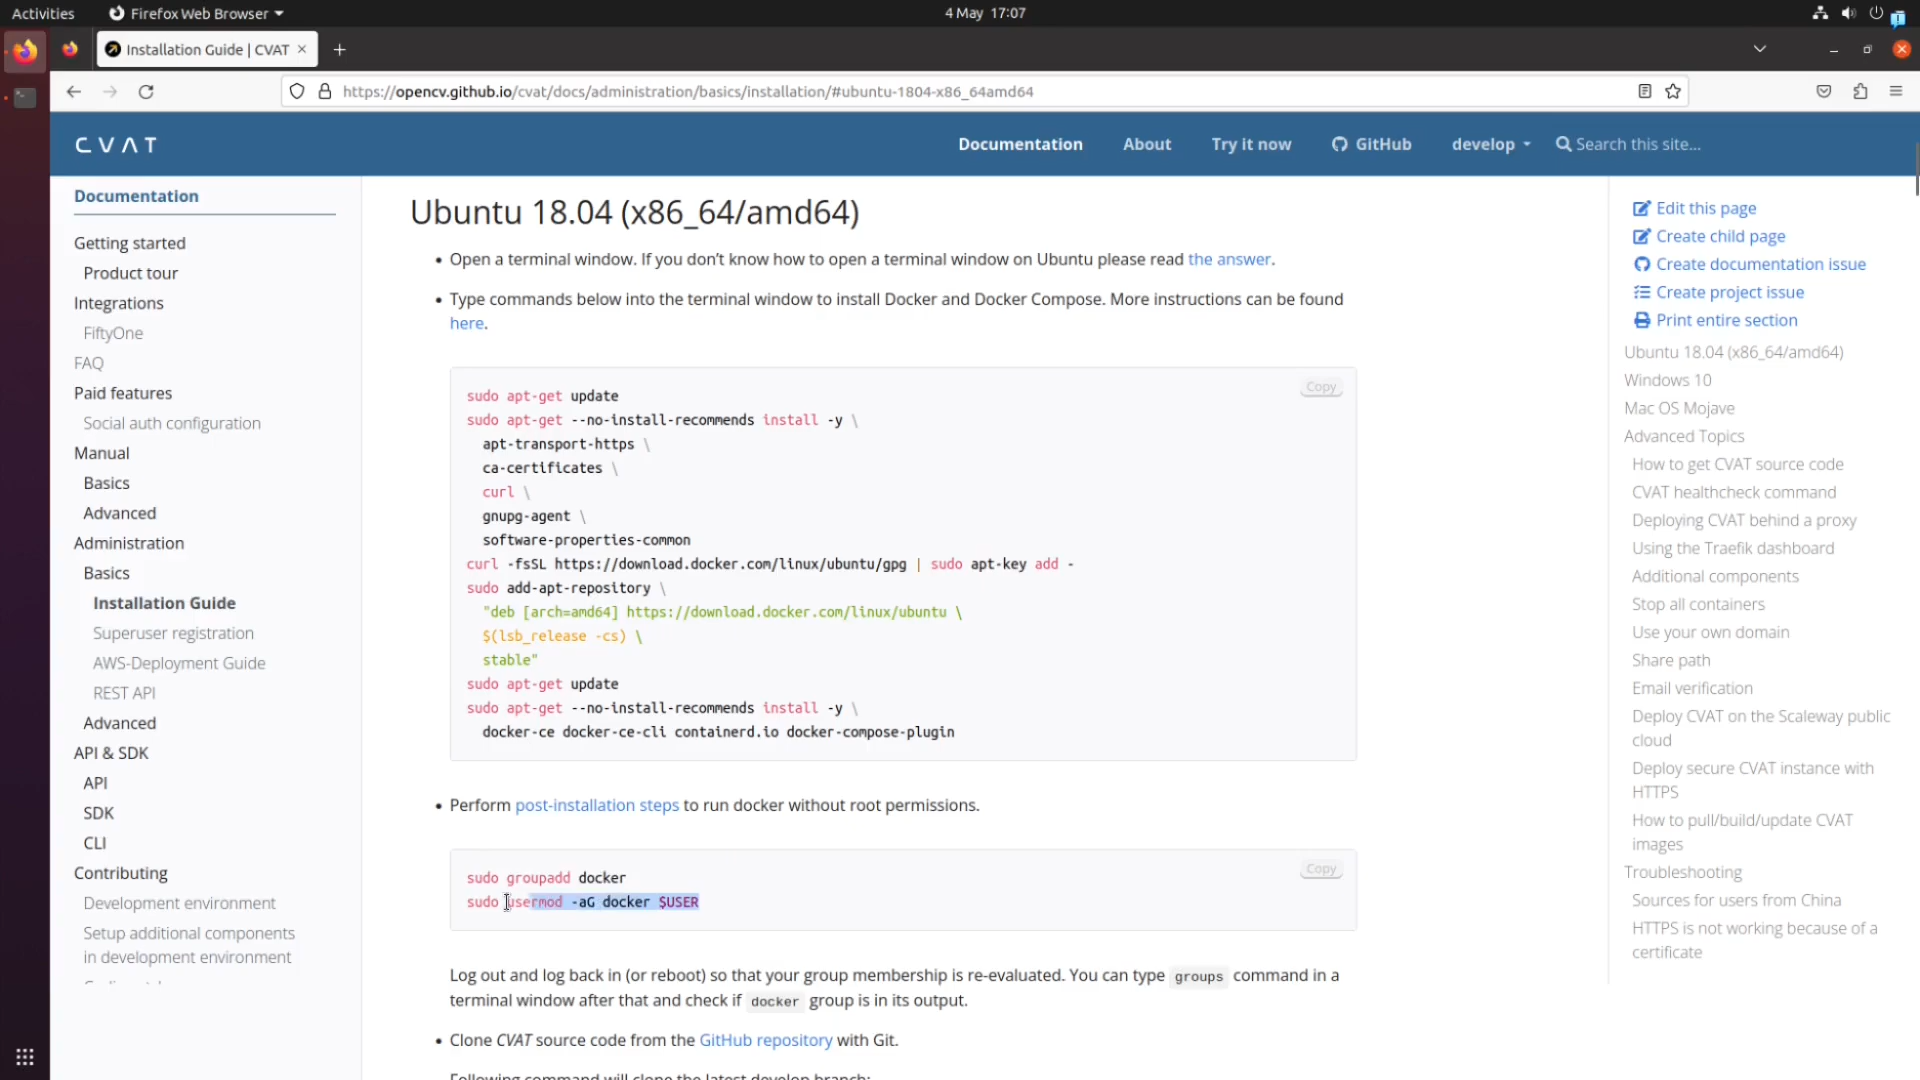 Activities
Firefox Web Browser
4 May 17:07
Installation Guide | CVAT
https://opencv.github.io/cvat/docs/administration/basics/installation/#ubuntu-1804-x86_64amd64
CVAT
Documentation
About
Try it now
GitHub
develop
Search this site...
Documentation
Getting started
Product tour
Integrations
FiftyOne
FAQ
Paid features
Social auth configuration
Manual
Basics
Advanced
Administration
Basics
Installation Guide
Superuser registration
AWS-Deployment Guide
REST API
Advanced
API & SDK
API
SDK
CLI
Contributing
Development environment
Setup additional components
in development environment
Ubuntu 18.04 (x86_64/amd64)
• Open a terminal window. If you don’t know how to open a terminal window on Ubuntu please read the answer.
• Type commands below into the terminal window to install Docker and Docker Compose. More instructions can be found
here.
Copy
sudo apt-get update
sudo apt-get --no-install-recommends install -y \
apt-transport-https \
ca-certificates \
curl \
gnupg-agent \
software-properties-common
curl -fsSL https://download.docker.com/linux/ubuntu/gpg | sudo apt-key add -
sudo add-apt-repository \
"deb [arch=amd64] https://download.docker.com/linux/ubuntu \
$(lsb_release -cs) \
stable"
sudo apt-get update
sudo apt-get --no-install-recommends install -y \
docker-ce docker-ce-cli containerd.io docker-compose-plugin
• Perform post-installation steps to run docker without root permissions.
Copy
sudo groupadd docker
sudo usermod -aG docker $USER
Log out and log back in (or reboot) so that your group membership is re-evaluated. You can type groups command in a
terminal window after that and check if docker group is in its output.
• Clone CVAT source code from the GitHub repository with Git.
Following command will clone the latest develop branch:
Edit this page
Create child page
Create documentation issue
Create project issue
Print entire section
Ubuntu 18.04 (x86_64/amd64)
Windows 10
Mac OS Mojave
Advanced Topics
How to get CVAT source code
CVAT healthcheck command
Deploying CVAT behind a proxy
Using the Traefik dashboard
Additional components
Stop all containers
Use your own domain
Share path
Email verification
Deploy CVAT on the Scaleway public
cloud
Deploy secure CVAT instance with
HTTPS
How to pull/build/update CVAT
images
Troubleshooting
Sources for users from China
HTTPS is not working because of a
certificate